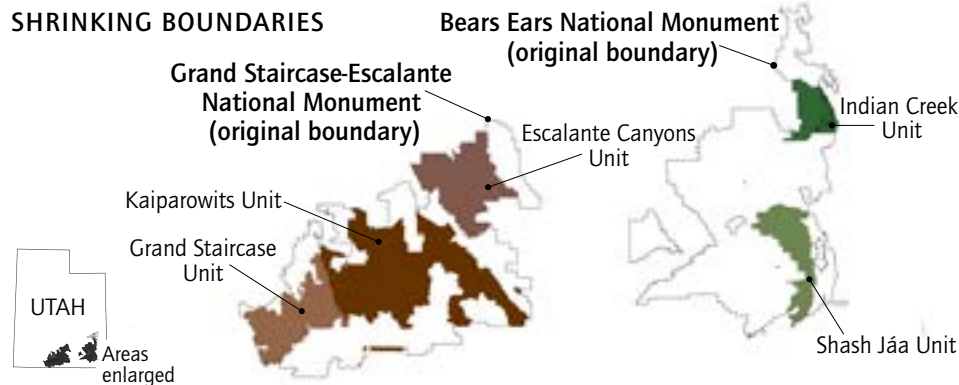 SHRINKING BOUNDARIES
Bears Ears National Monument
(original boundary)
Grand Staircase-Escalante
National Monument
(original boundary)
Indian Creek
Unit
Escalante Canyons
Unit
Kaiparowits Unit
Grand Staircase
Unit
UTAH
Areas
enlarged
Shash Jáa Unit